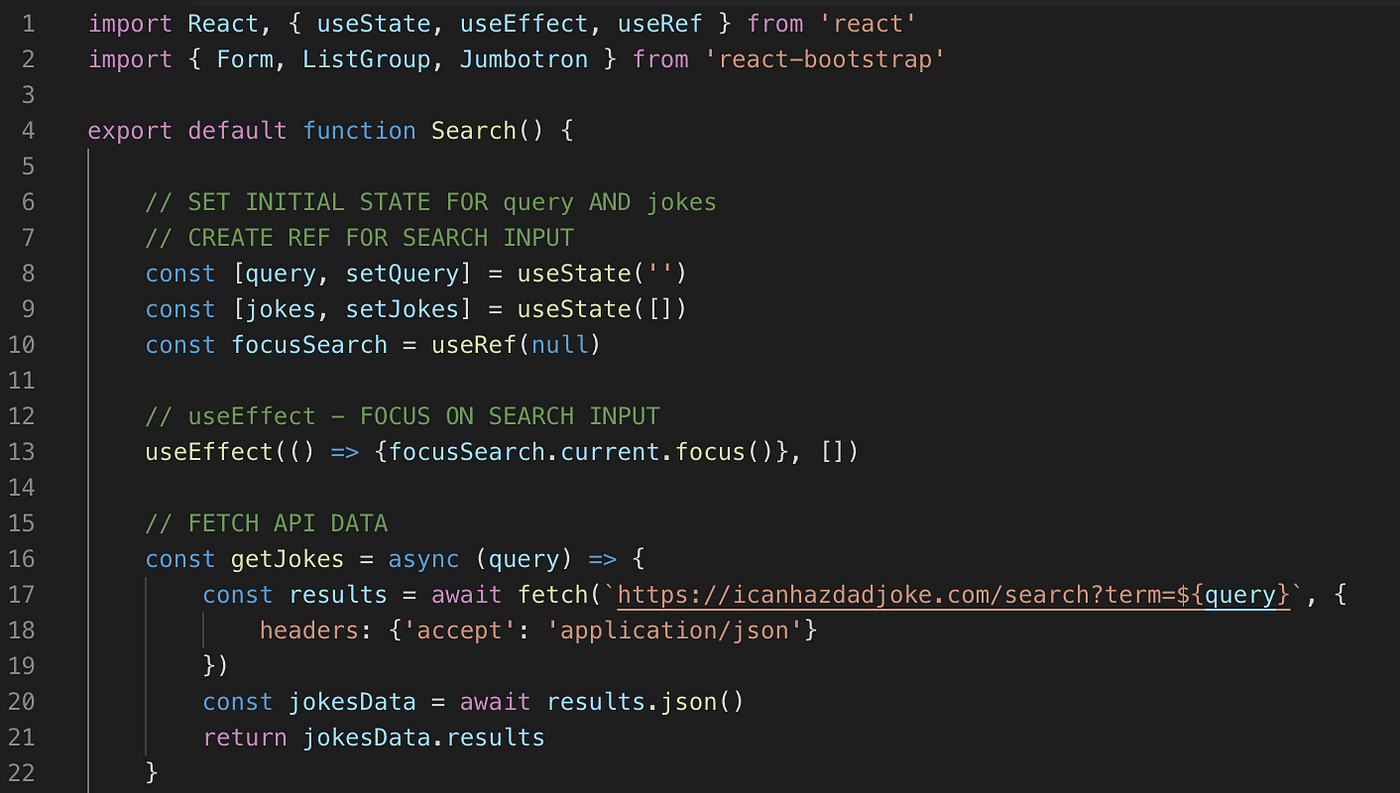 1 import React, { useState, useEffect, useRef } from 'react'
2 import { Form, ListGroup, Jumbotron } from 'react-bootstrap'
3
4 export default function Search() {
5
6     // SET INITIAL STATE FOR query AND jokes
7     // CREATE REF FOR SEARCH INPUT
8     const [query, setQuery] = useState('')
9     const [jokes, setJokes] = useState([])
10     const focusSearch = useRef(null)
11
12     // useEffect - FOCUS ON SEARCH INPUT
13     useEffect(() => {focusSearch.current.focus()}, [])
14
15     // FETCH API DATA
16     const getJokes = async (query) => {
17         const results = await fetch(`https://icanhazdadjoke.com/search?term=${query}`, {
18             headers: {'accept': 'application/json'}
19         })
20         const jokesData = await results.json()
21         return jokesData.results
22     }